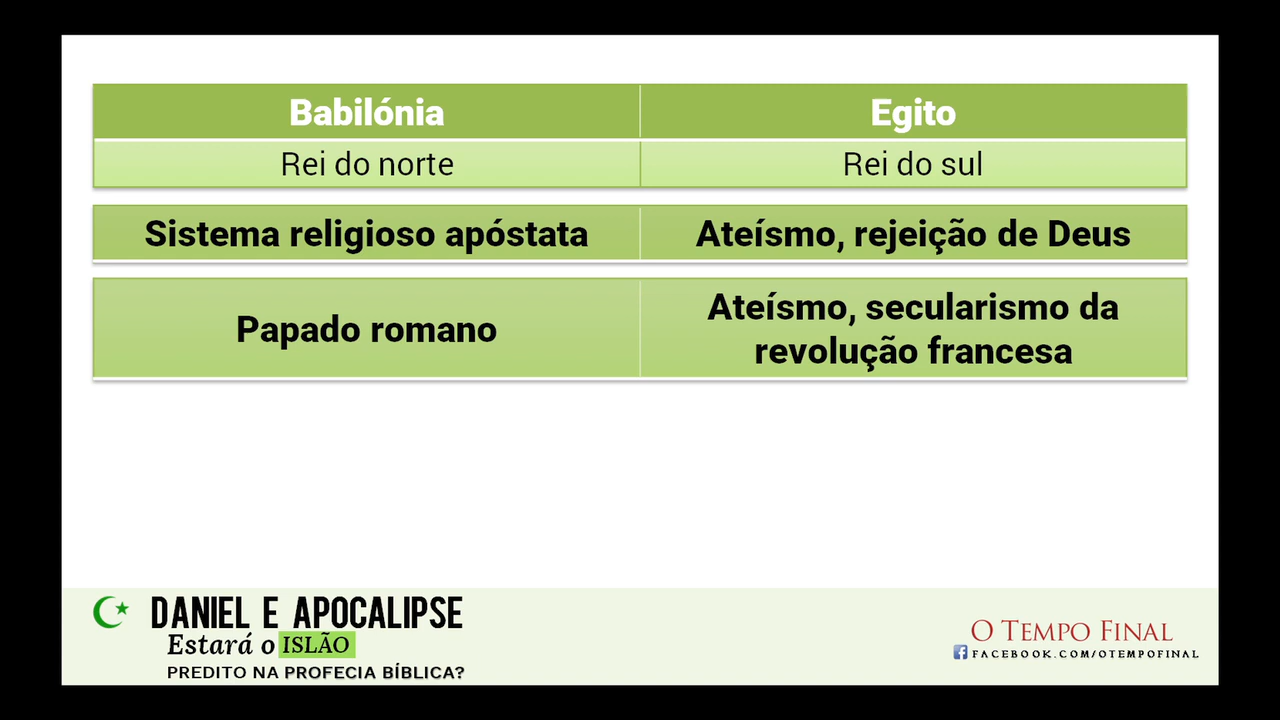 Babilónia Egito
Rei do norte Rei do sul
Sistema religioso apóstata Ateísmo, rejeição de Deus
Papado romano Ateísmo, secularismo da
revolução francesa
DANIEL E APOCALIPSE
Estará o ISLÃO
PREDITO NA PROFECIA BÍBLICA?
O TEMPO FINAL
FACEBOOK.COM/OTEMPOFINAL